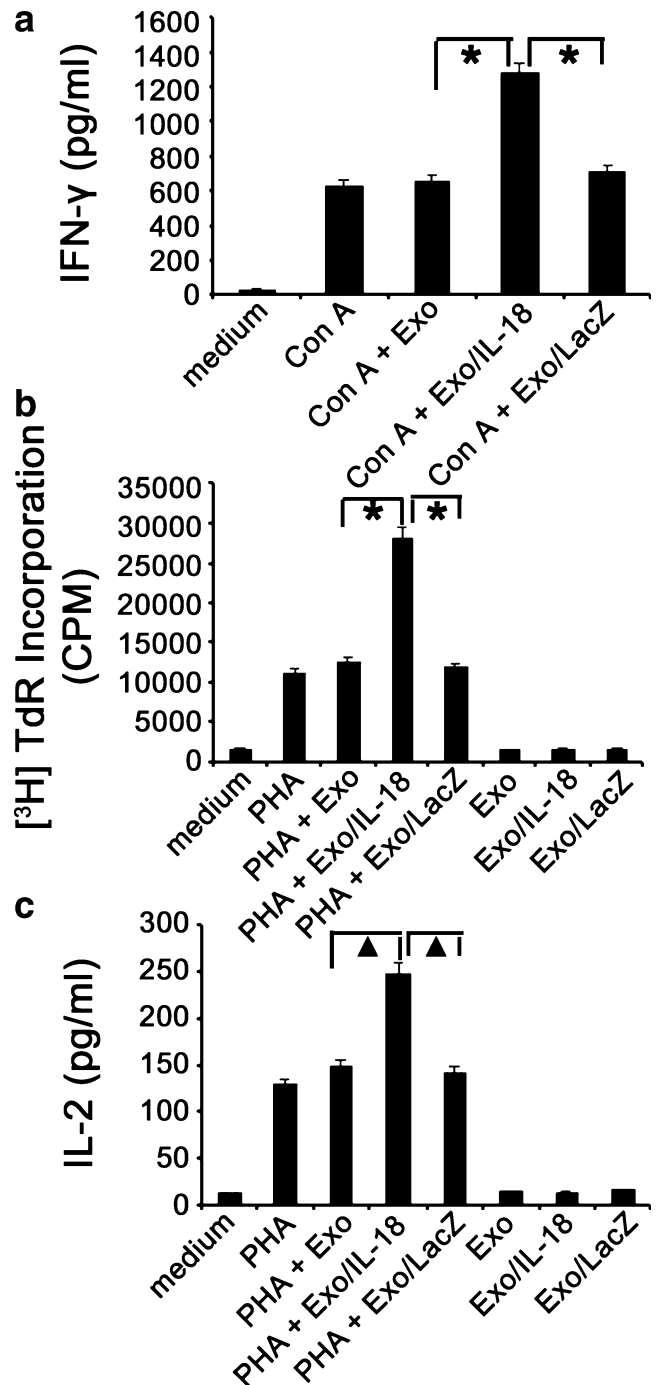 a
IFN-γ (pg/ml)
1600
1400
1200
1000
800
600
400
200
0
* *
medium
Con A
Con A + Exo
Con A + Exo/IL-18
Con A + Exo/LacZ
b
[³H] TdR Incorporation
(CPM)
35000
30000
25000
20000
15000
10000
5000
0
* *
medium
PHA
PHA + Exo
PHA + Exo/IL-18
PHA + Exo/LacZ
Exo
Exo/IL-18
Exo/LacZ
c
IL-2 (pg/ml)
300
250
200
150
100
50
0
▲ ▲
medium
PHA
PHA + Exo
PHA + Exo/IL-18
PHA + Exo/LacZ
Exo
Exo/IL-18
Exo/LacZ